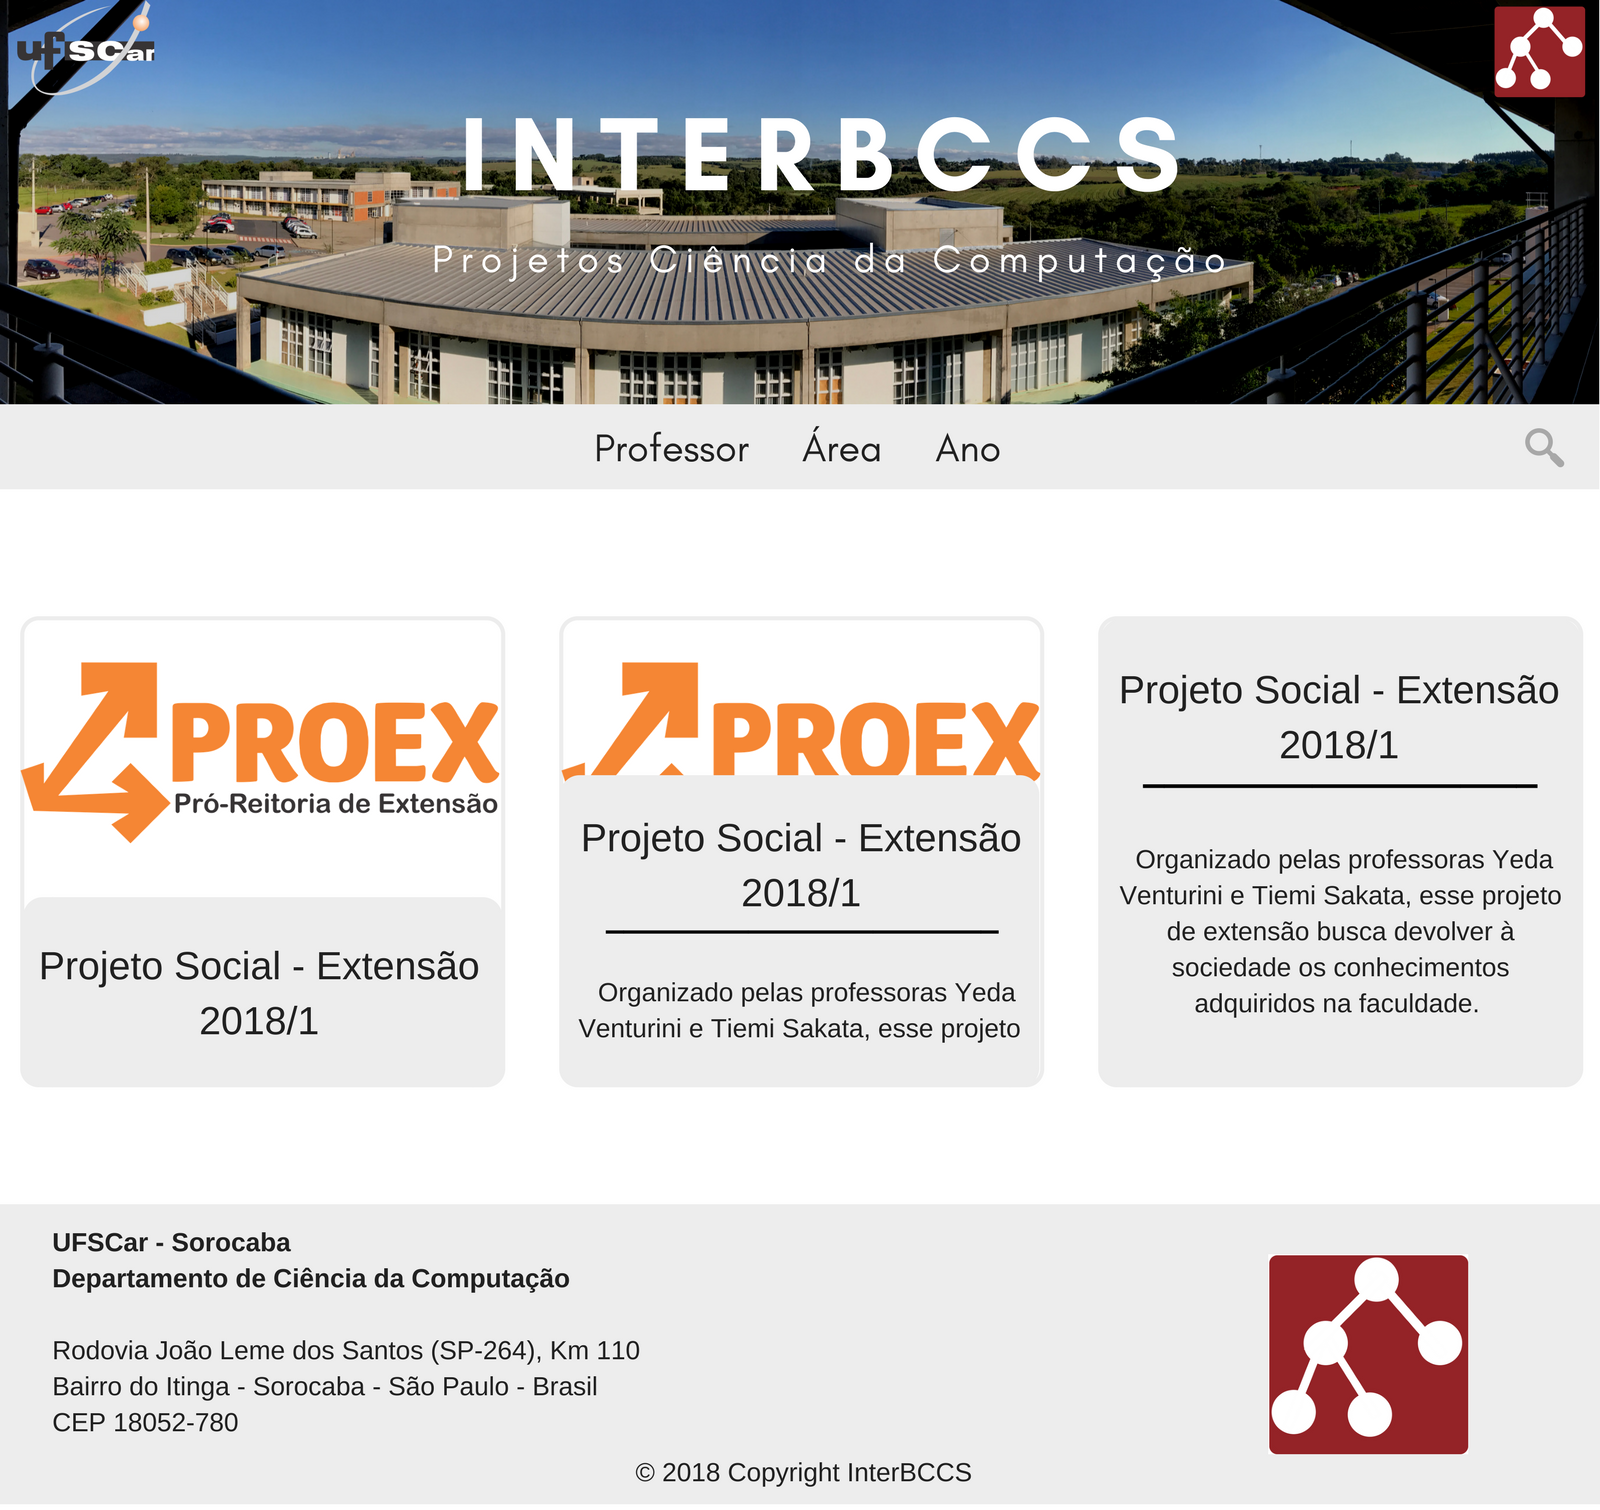 ufscar
INTERBCCS
Projetos Ciência da Computação
Professor Área Ano
PROEX
Pró-Reitoria de Extensão
Projeto Social - Extensão
2018/1
PROEX
Projeto Social - Extensão
2018/1
Organizado pelas professoras Yeda
Venturini e Tiemi Sakata, esse projeto
Projeto Social - Extensão
2018/1
Organizado pelas professoras Yeda
Venturini e Tiemi Sakata, esse projeto
de extensão busca devolver à
sociedade os conhecimentos
adquiridos na faculdade.
UFSCar - Sorocaba
Departamento de Ciência da Computação
Rodovia João Leme dos Santos (SP-264), Km 110
Bairro do Itinga - Sorocaba - São Paulo - Brasil
CEP 18052-780
© 2018 Copyright InterBCCS